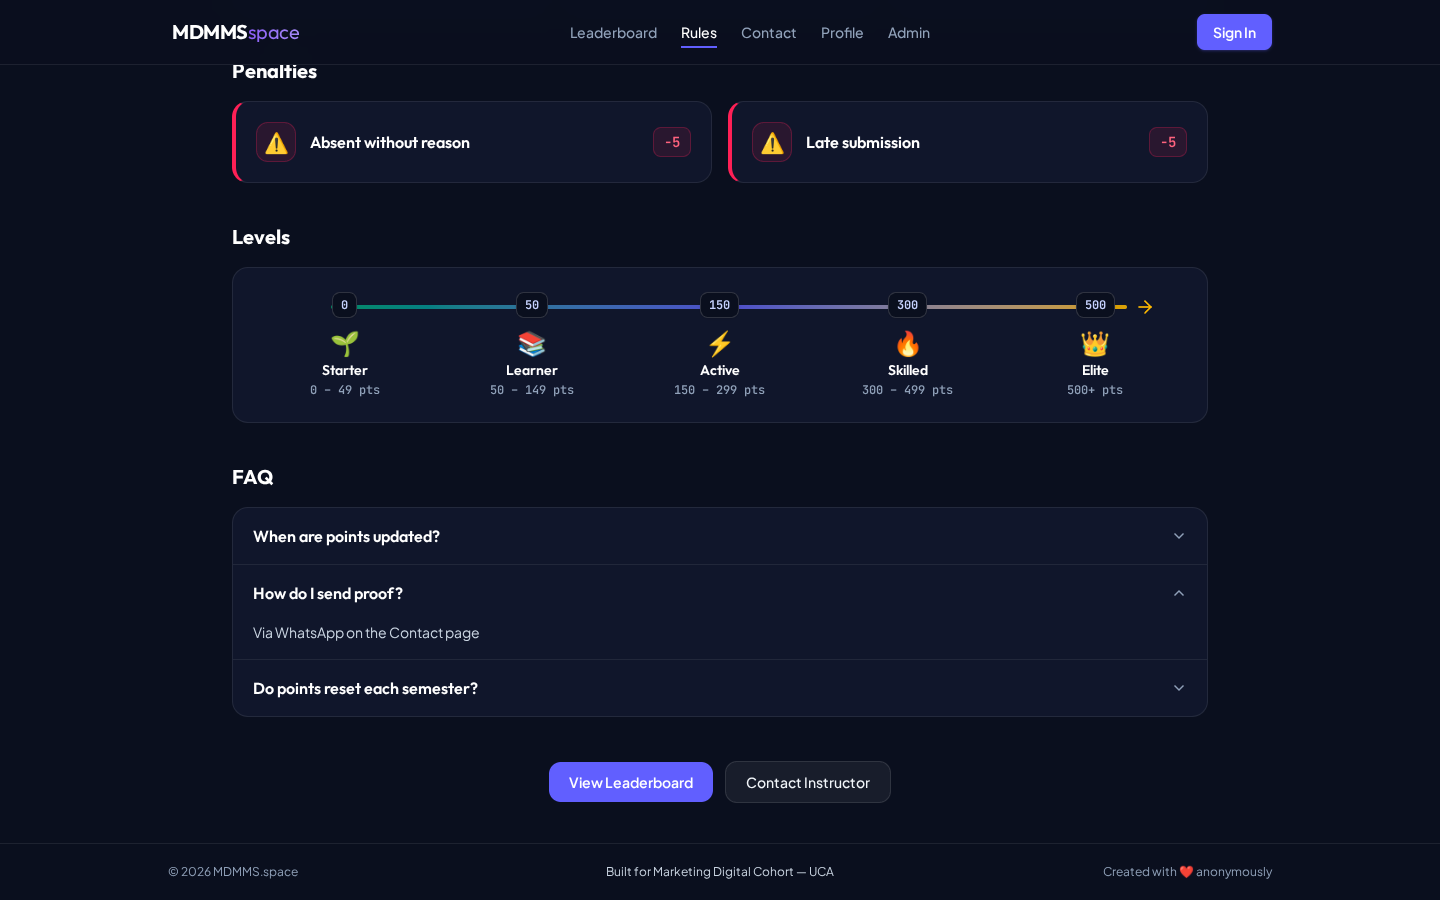 MDMMSspace
Leaderboard
Rules
Contact
Profile
Admin
Sign In
Penalties
Absent without reason
-5
Late submission
-5
Levels
0
50
150
300
500
Starter
Learner
Active
Skilled
Elite
0 – 49 pts
50 – 149 pts
150 – 299 pts
300 – 499 pts
500+ pts
FAQ
When are points updated?
How do I send proof?
Via WhatsApp on the Contact page
Do points reset each semester?
View Leaderboard
Contact Instructor
© 2026 MDMMS.space
Built for Marketing Digital Cohort — UCA
Created with ❤️ anonymously